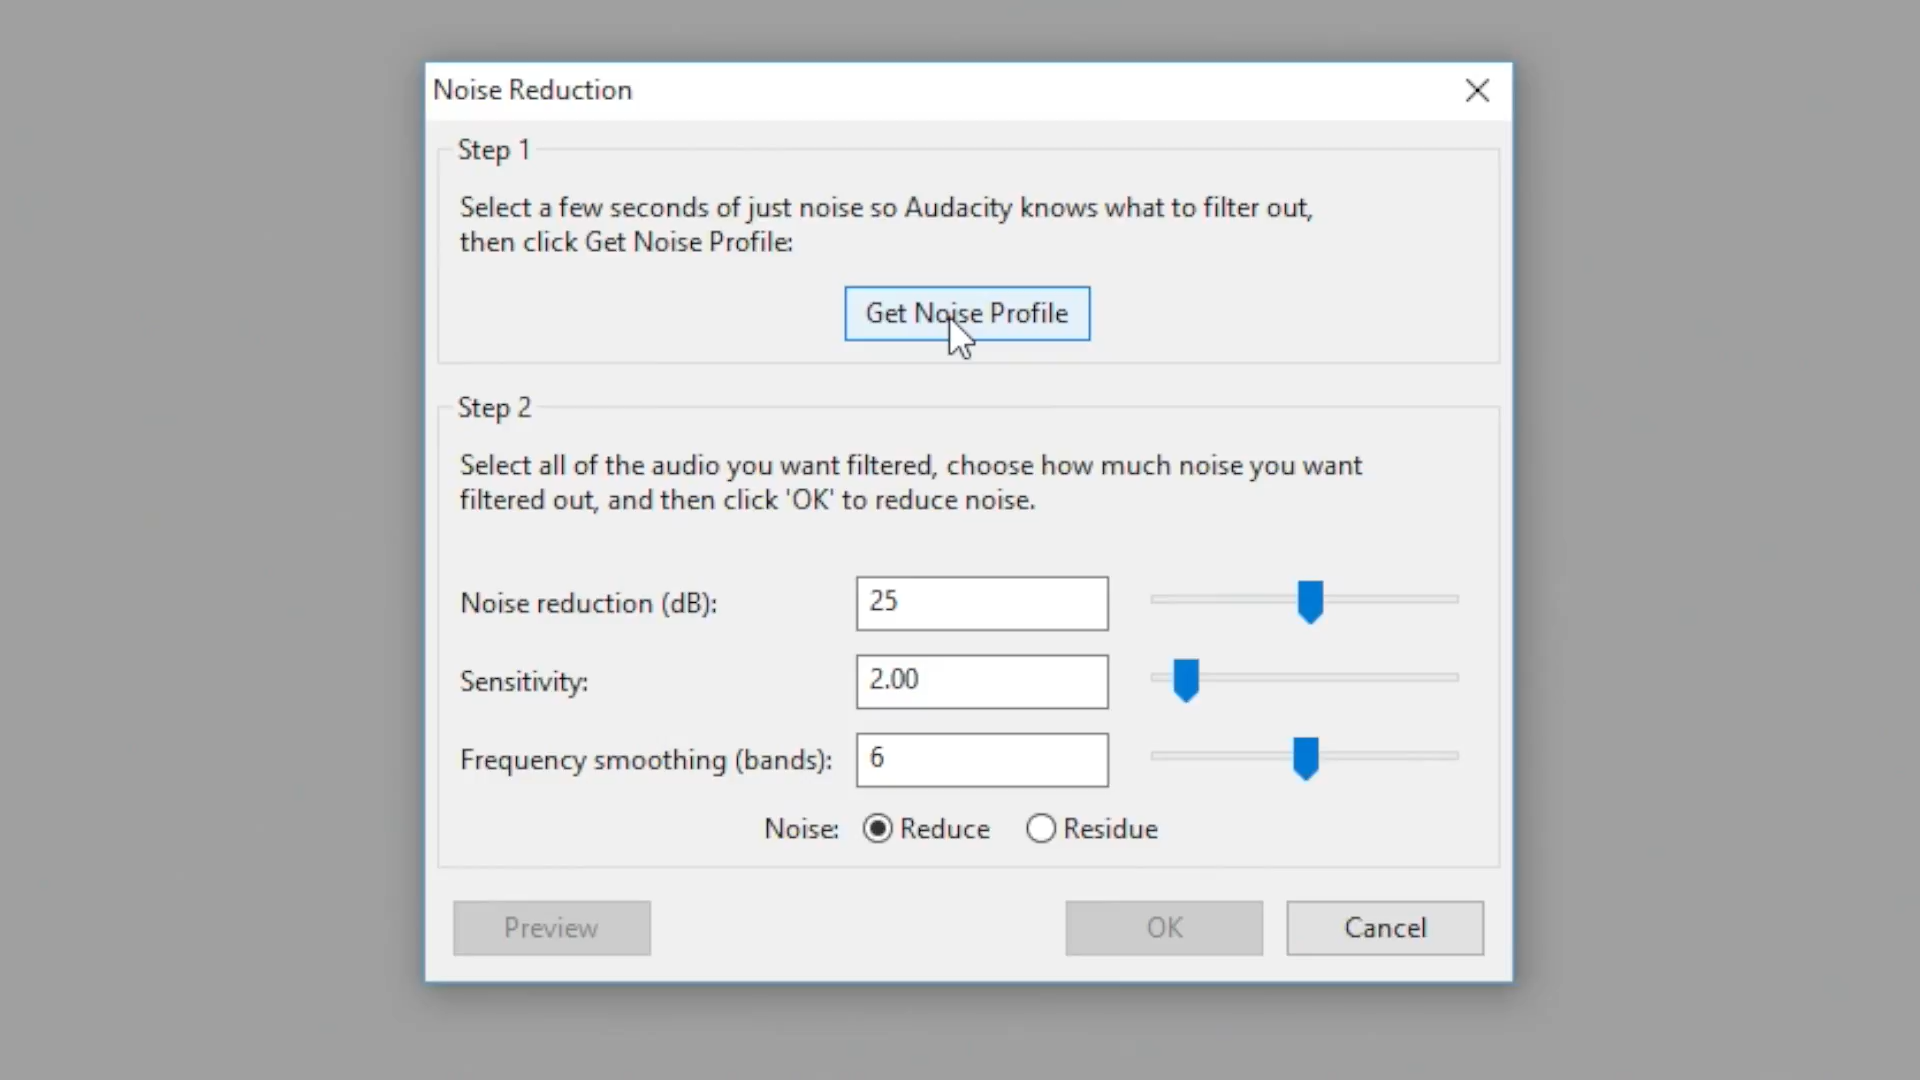 Noise Reduction
Step 1
Select a few seconds of just noise so Audacity knows what to filter out,
then click Get Noise Profile:
Get Noise Profile
Step 2
Select all of the audio you want filtered, choose how much noise you want
filtered out, and then click 'OK' to reduce noise.
Noise reduction (dB): 25
Sensitivity: 2.00
Frequency smoothing (bands): 6
Noise: Reduce Residue
Preview OK Cancel